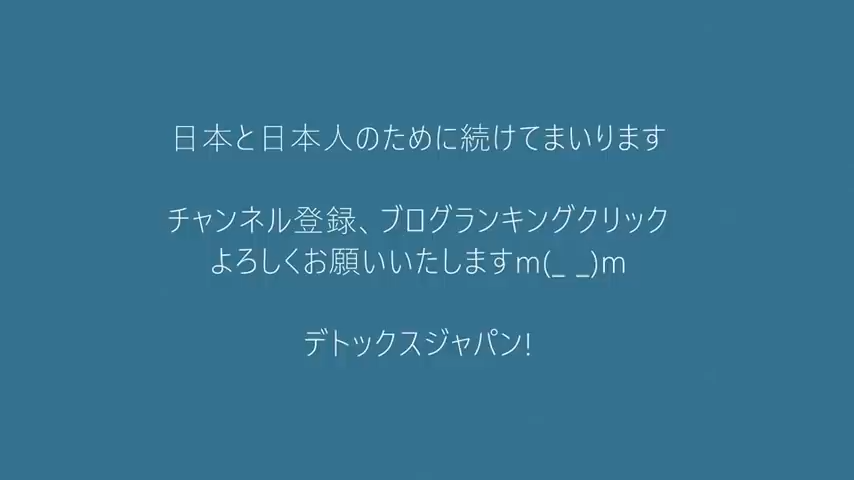 日本と日本人のために続けてまいります
チャンネル登録、ブログランキングクリック
よろしくお願いいたしますm(_ _)m
デトックスジャパン!